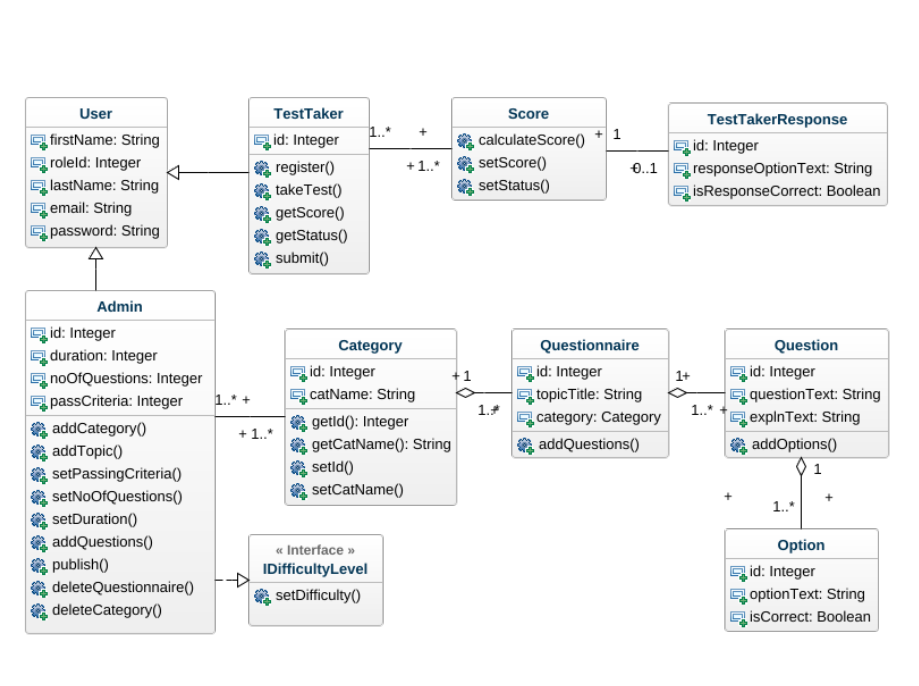 User
firstName: String
roleId: Integer
lastName: String
email: String
password: String
TestTaker
id: Integer
register()
takeTest()
getScore()
getStatus()
submit()
1..* +
+ 1..*
Score
calculateScore()
setScore()
setStatus()
+ 1
+0..1
TestTakerResponse
id: Integer
responseOptionText: String
isResponseCorrect: Boolean
Admin
id: Integer
duration: Integer
noOfQuestions: Integer
passCriteria: Integer
addCategory()
addTopic()
setPassingCriteria()
setNoOfQuestions()
setDuration()
addQuestions()
publish()
deleteQuestionnaire()
deleteCategory()
1..* +
+ 1..*
Category
id: Integer
catName: String
getId(): Integer
getCatName(): String
setId()
setCatName()
+ 1
1..*
Questionnaire
id: Integer
topicTitle: String
category: Category
addQuestions()
1+
1..* +
Question
id: Integer
questionText: String
explnText: String
addOptions()
1
+ +
1..*
« Interface »
IDifficultyLevel
setDifficulty()
Option
id: Integer
optionText: String
isCorrect: Boolean